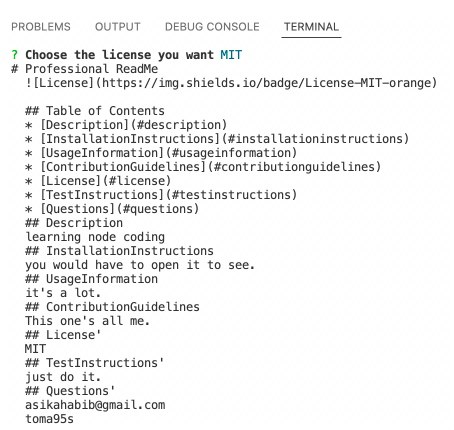 PROBLEMS OUTPUT DEBUG CONSOLE TERMINAL
? Choose the license you want MIT
# Professional ReadMe
![License](https://img.shields.io/badge/License-MIT-orange)
## Table of Contents
* [Description](#description)
* [InstallationInstructions](#installationinstructions)
* [UsageInformation](#usageinformation)
* [ContributionGuidelines](#contributionguidelines)
* [License](#license)
* [TestInstructions](#testinstructions)
* [Questions](#questions)
## Description
learning node coding
## InstallationInstructions
you would have to open it to see.
## UsageInformation
it's a lot.
## ContributionGuidelines
This one's all me.
## License'
MIT
## TestInstructions'
just do it.
## Questions'
asikahabib@gmail.com
toma95s